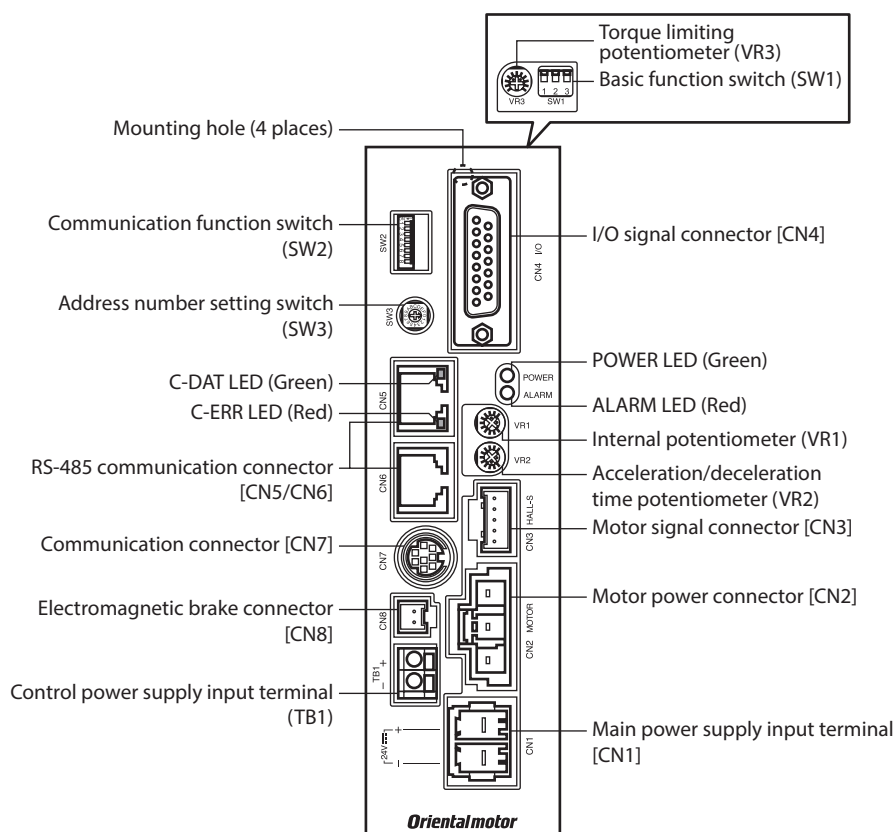 Torque limiting
potentiometer (VR3)
Basic function switch (SW1)
1 2 3
VR3
SW1
Mounting hole (4 places)
Communication function switch
(SW2)
SW2
I/O signal connector [CN4]
CN4 I/O
Address number setting switch
(SW3)
SW3
C-DAT LED (Green)
C-ERR LED (Red)
CN5
POWER LED (Green)
POWER
ALARM
ALARM LED (Red)
VR1
Internal potentiometer (VR1)
VR2
Acceleration/deceleration
time potentiometer (VR2)
RS-485 communication connector
[CN5/CN6]
CN6
Motor signal connector [CN3]
CN3 HALL-S
Communication connector [CN7]
CN7
Motor power connector [CN2]
CN2 MOTOR
Electromagnetic brake connector
[CN8]
CN8
Control power supply input terminal
(TB1)
− TB1 +
Main power supply input terminal
[CN1]
CN1
24V
+
−
Orientalmotor